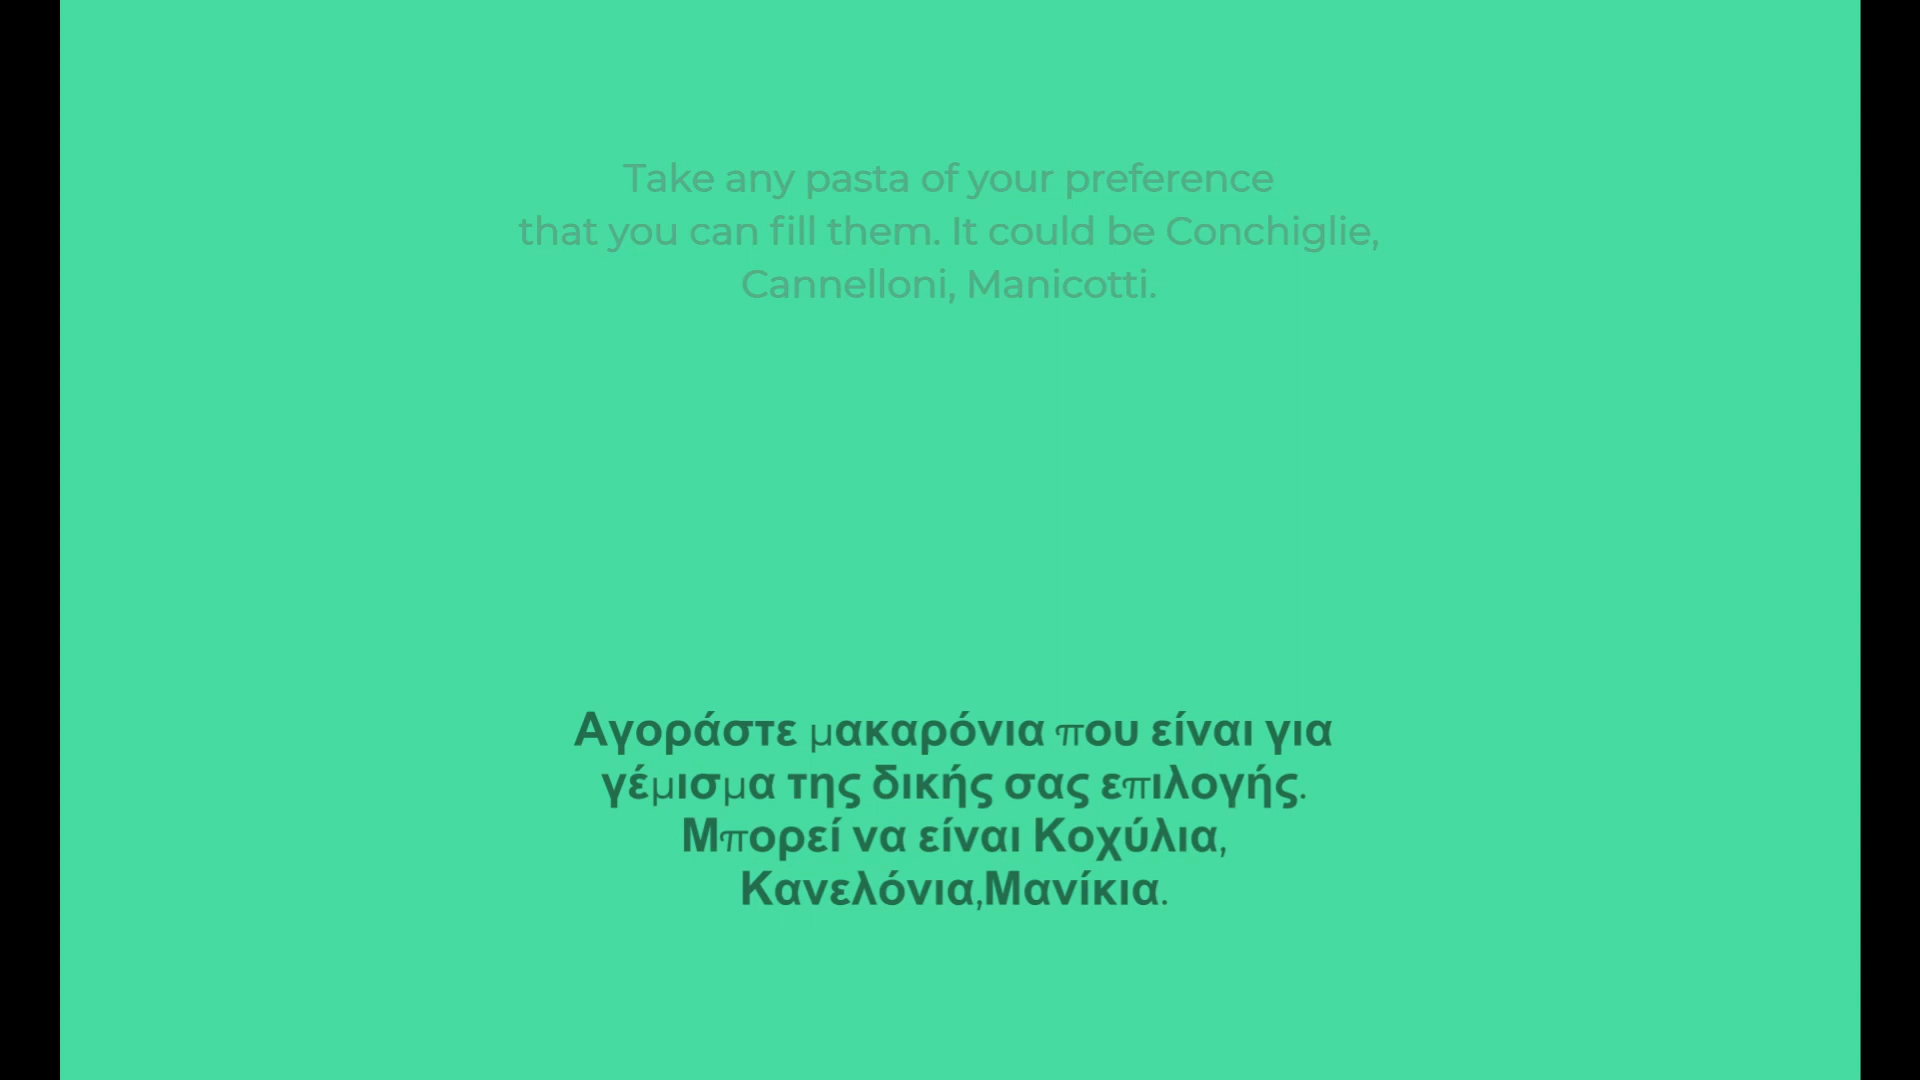 Take any pasta of your preference
that you can fill them. It could be Conchiglie,
Cannelloni, Manicotti.
Αγοράστε μακαρόνια που είναι για
γέμισμα της δικής σας επιλογής.
Μπορεί να είναι Κοχύλια,
Κανελόνια,Μανίκια.